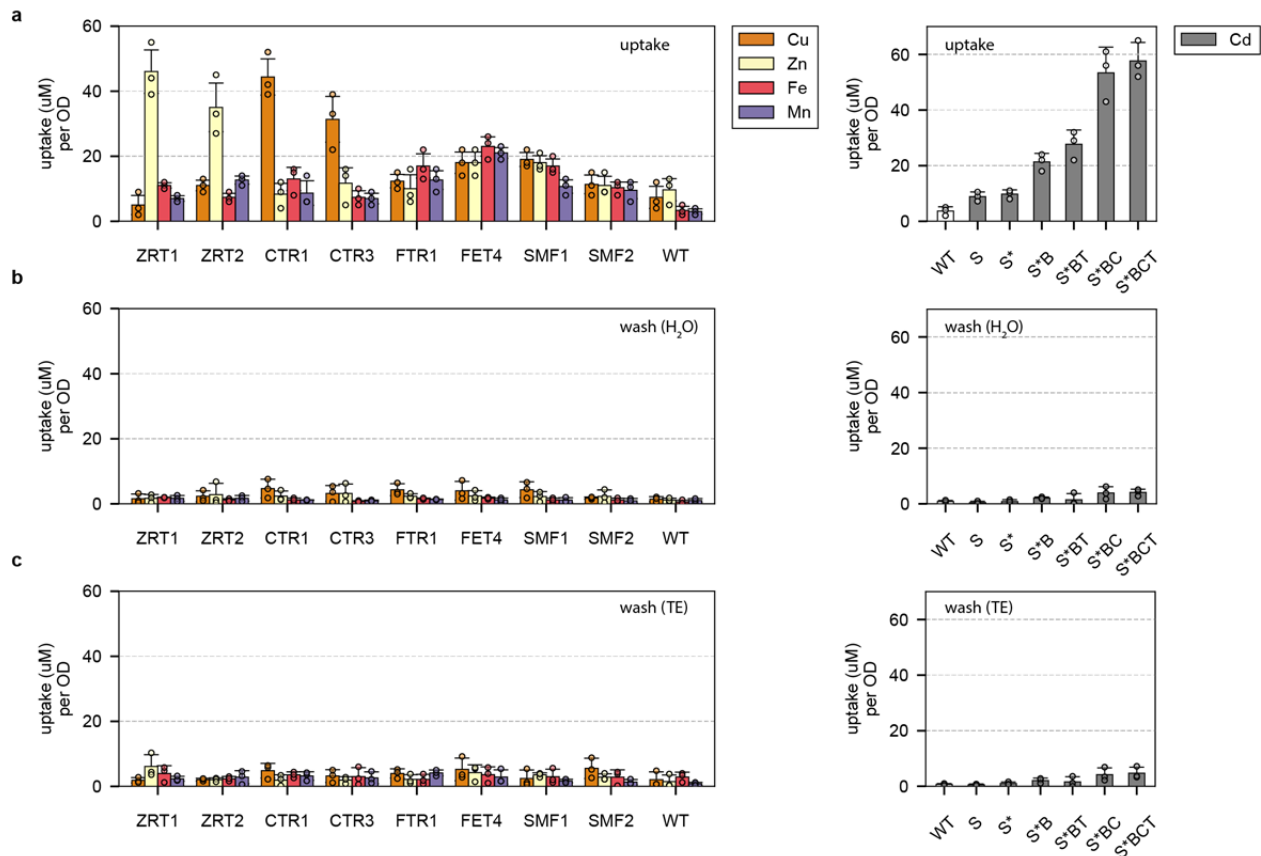 a
60
40
20
0
uptake (uM)
per OD
uptake
ZRT1 ZRT2 CTR1 CTR3 FTR1 FET4 SMF1 SMF2 WT
Cu
Zn
Fe
Mn
60
40
20
0
uptake (uM)
per OD
uptake
WT S S* S*B S*BT S*BC S*BCT
Cd
b
60
40
20
0
uptake (uM)
per OD
wash (H₂O)
ZRT1 ZRT2 CTR1 CTR3 FTR1 FET4 SMF1 SMF2 WT
60
40
20
0
uptake (uM)
per OD
wash (H₂O)
WT S S* S*B S*BT S*BC S*BCT
c
60
40
20
0
uptake (uM)
per OD
wash (TE)
ZRT1 ZRT2 CTR1 CTR3 FTR1 FET4 SMF1 SMF2 WT
60
40
20
0
uptake (uM)
per OD
wash (TE)
WT S S* S*B S*BT S*BC S*BCT